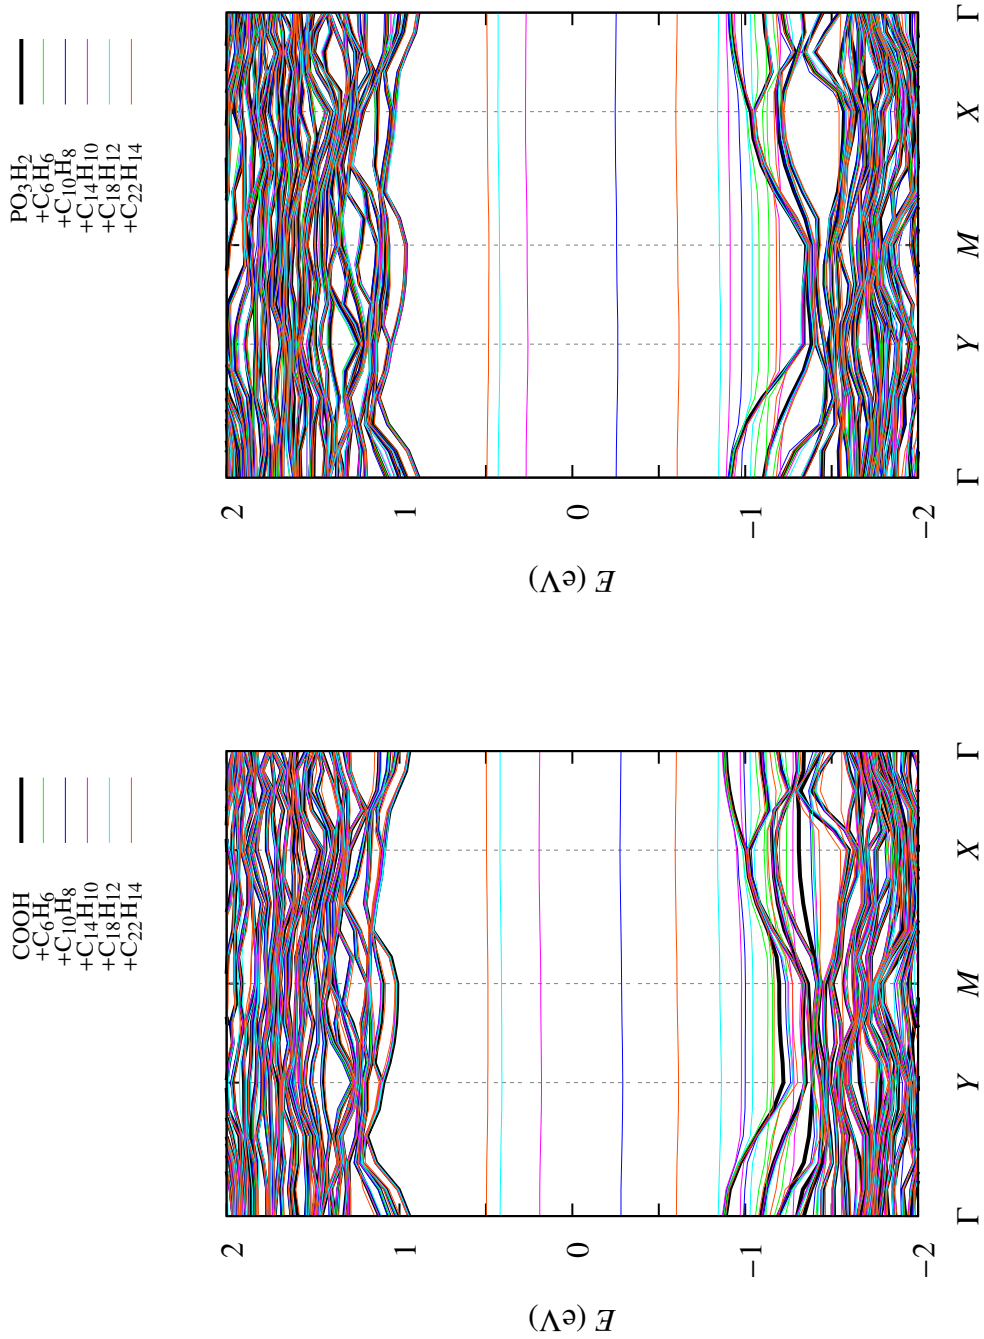 COOH
+C₆H₆
+C₁₀H₈
+C₁₄H₁₀
+C₁₈H₁₂
+C₂₂H₁₄
2
1
0
−1
−2
E (eV)
Γ Y M X Γ
PO₃H₂
+C₆H₆
+C₁₀H₈
+C₁₄H₁₀
+C₁₈H₁₂
+C₂₂H₁₄
2
1
0
−1
−2
E (eV)
Γ Y M X Γ